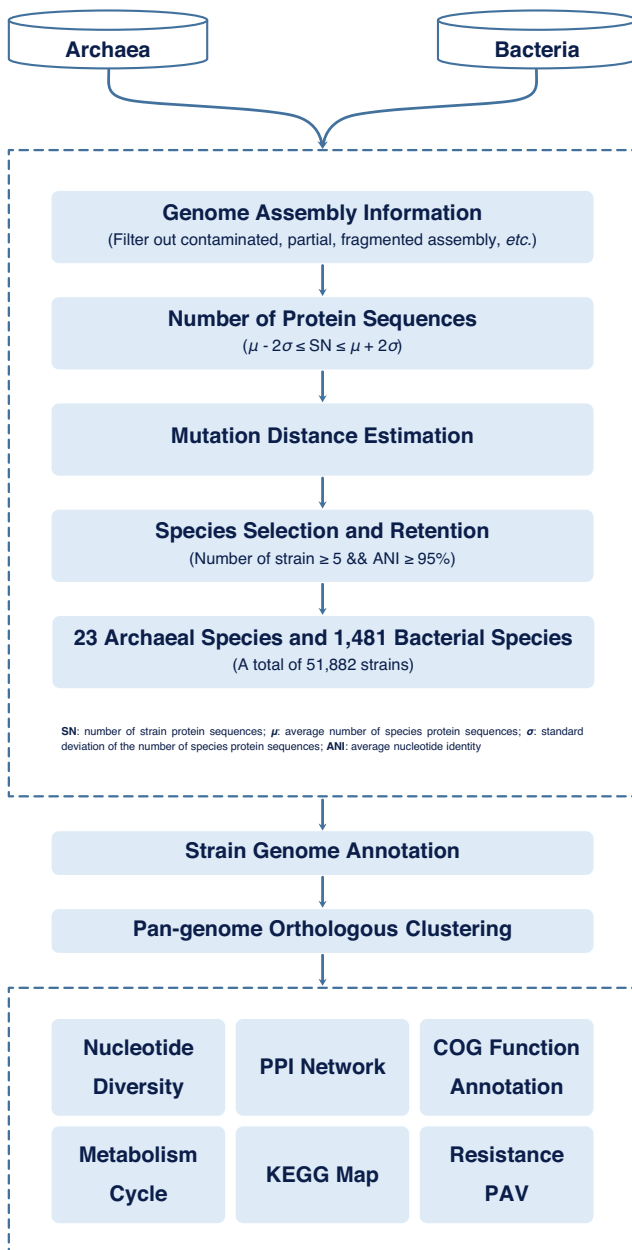 Archaea
Bacteria
Genome Assembly Information
(Filter out contaminated, partial, fragmented assembly, etc.)
Number of Protein Sequences
(μ - 2σ ≤ SN ≤ μ + 2σ)
Mutation Distance Estimation
Species Selection and Retention
(Number of strain ≥ 5 && ANI ≥ 95%)
23 Archaeal Species and 1,481 Bacterial Species
(A total of 51,882 strains)
SN: number of strain protein sequences; μ: average number of species protein sequences; σ: standard
deviation of the number of species protein sequences; ANI: average nucleotide identity
Strain Genome Annotation
Pan-genome Orthologous Clustering
Nucleotide
Diversity
PPI Network
COG Function
Annotation
Metabolism
Cycle
KEGG Map
Resistance
PAV